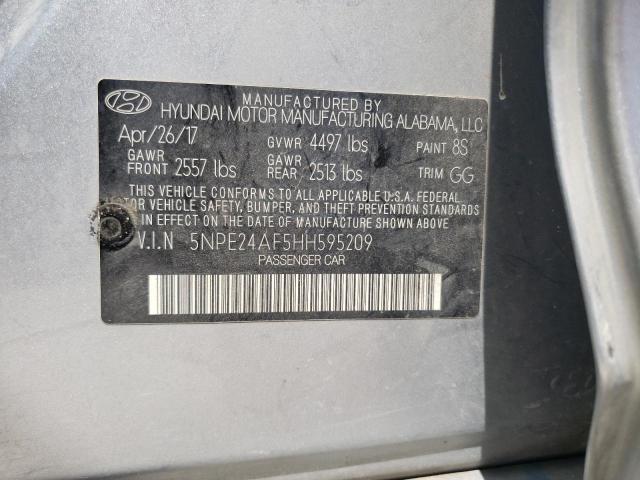 MANUFACTURED BY
HYUNDAI MOTOR MANUFACTURING ALABAMA, LLC
Apr/26/17 GVWR 4497 lbs PAINT 8S
GAWR FRONT 2557 lbs GAWR REAR 2513 lbs TRIM GG
THIS VEHICLE CONFORMS TO ALL APPLICABLE U.S.A. FEDERAL
MOTOR VEHICLE SAFETY, BUMPER, AND THEFT PREVENTION
STANDARDS IN EFFECT ON THE DATE OF MANUFACTURE SHOWN ABOVE.
V.I.N 5NPE24AF5HH595209
PASSENGER CAR